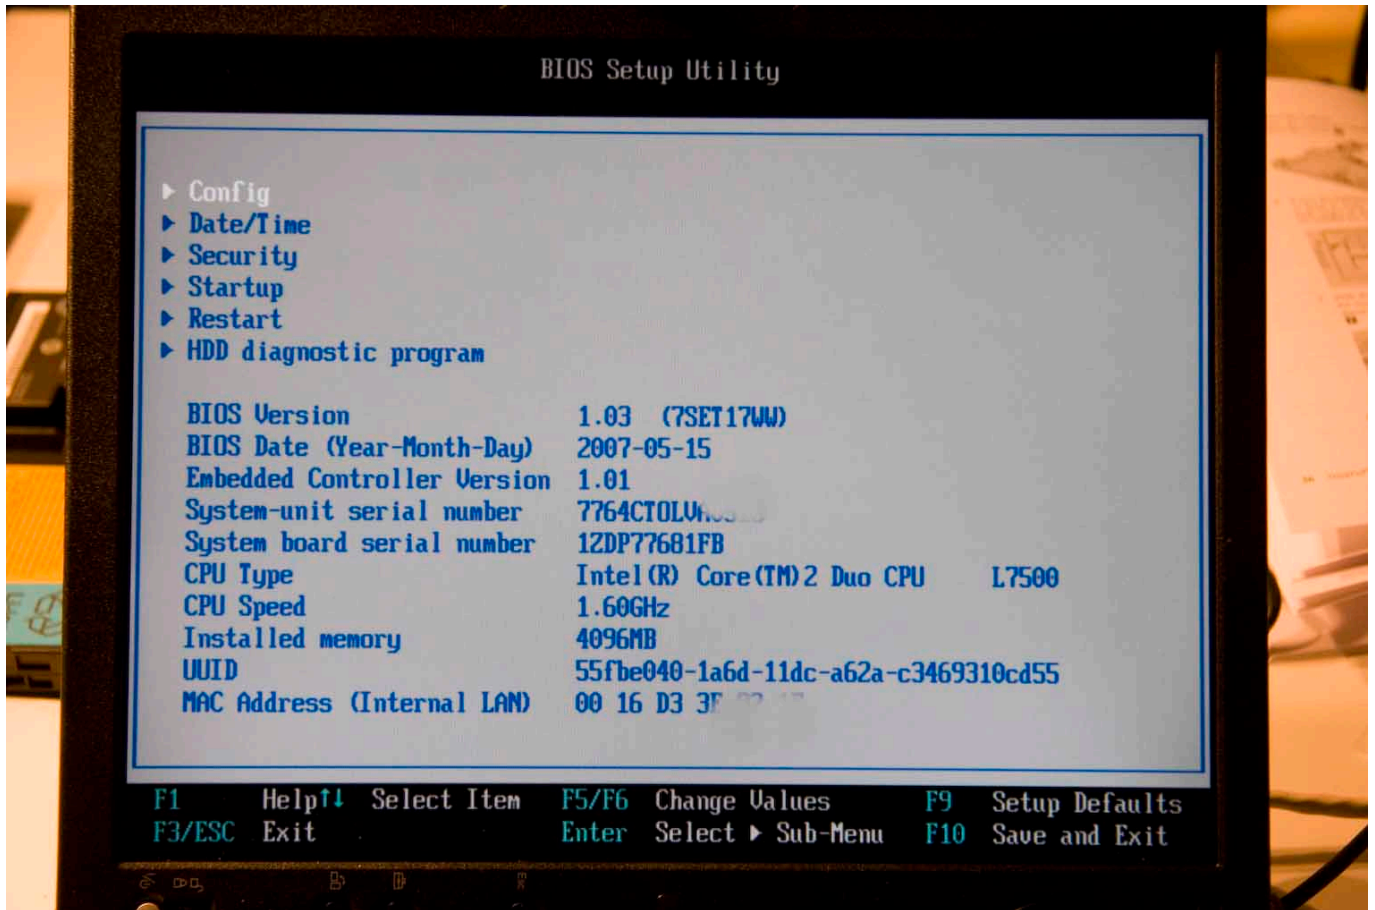 BIOS Setup Utility
Config
Date/Time
Security
Startup
Restart
HDD diagnostic program
BIOS Version 1.03 (7SET17WW)
BIOS Date (Year-Month-Day) 2007-05-15
Embedded Controller Version 1.01
System-unit serial number
System board serial number 1ZDP77681FB
CPU Type Intel(R) Core(TM)2 Duo CPU L7500
CPU Speed 1.60GHz
Installed memory 4096MB
UUID 55fbe040-1a6d-11dc-a62a-c3469310cd55
MAC Address (Internal LAN) 00 16 D3
F1 Help↑↓ Select Item F5/F6 Change Values F9 Setup Defaults
F3/ESC Exit Enter Select ▸ Sub-Menu F10 Save and Exit